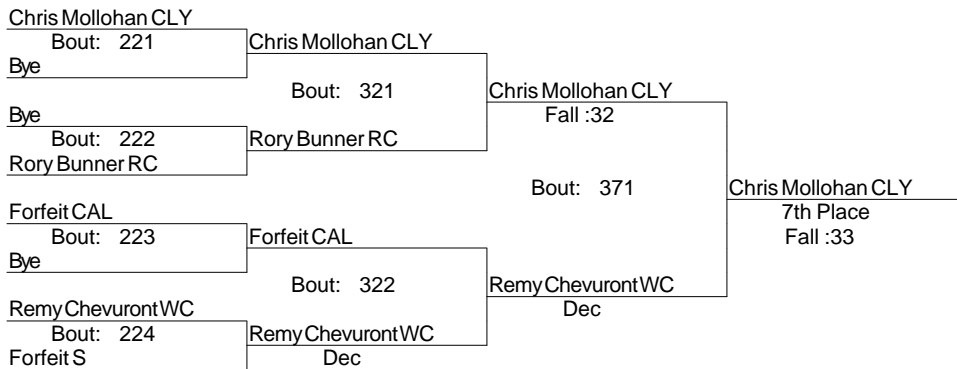 Chris Mollohan CLY
Bout: 221
Bye
Chris Mollohan CLY
Bout: 321
Bye
Bout: 222
Rory Bunner RC
Rory Bunner RC
Chris Mollohan CLY
Fall :32
Bout: 371
Chris Mollohan CLY
7th Place
Fall :33
Forfeit CAL
Bout: 223
Bye
Forfeit CAL
Bout: 322
Remy Chevuront WC
Bout: 224
Forfeit S
Remy Chevuront WC
Dec
Remy Chevuront WC
Dec